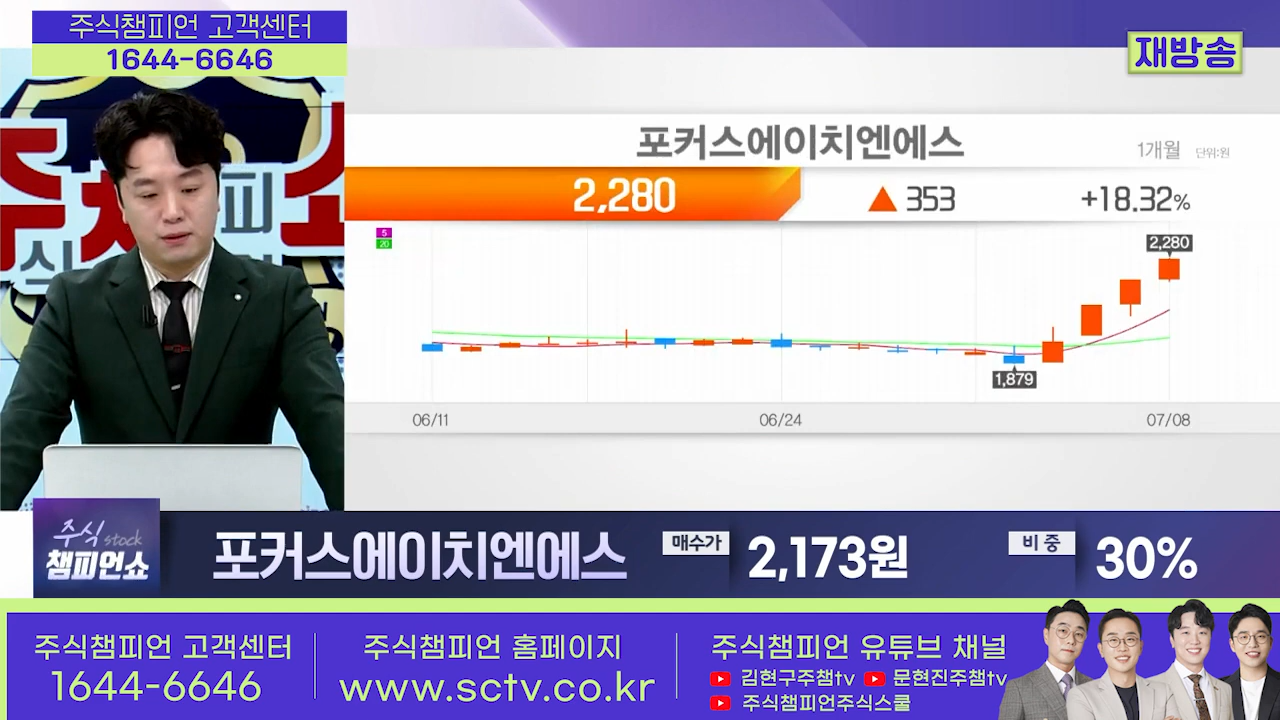 주식챔피언 고객센터
1644-6646
재방송
포커스에이치엔에스
1개월 단위:원
2,280 ▲ 353 +18.32%
5
20
2,280
1,879
06/11 06/24 07/08
피
식
주식 stock
챔피언쇼
포커스에이치엔에스 매수가 2,173원 비중 30%
주식챔피언 고객센터
1644-6646
주식챔피언 홈페이지
www.sctv.co.kr
주식챔피언 유튜브 채널
김현구주챔tv 문현진주챔tv
주식챔피언주식스쿨